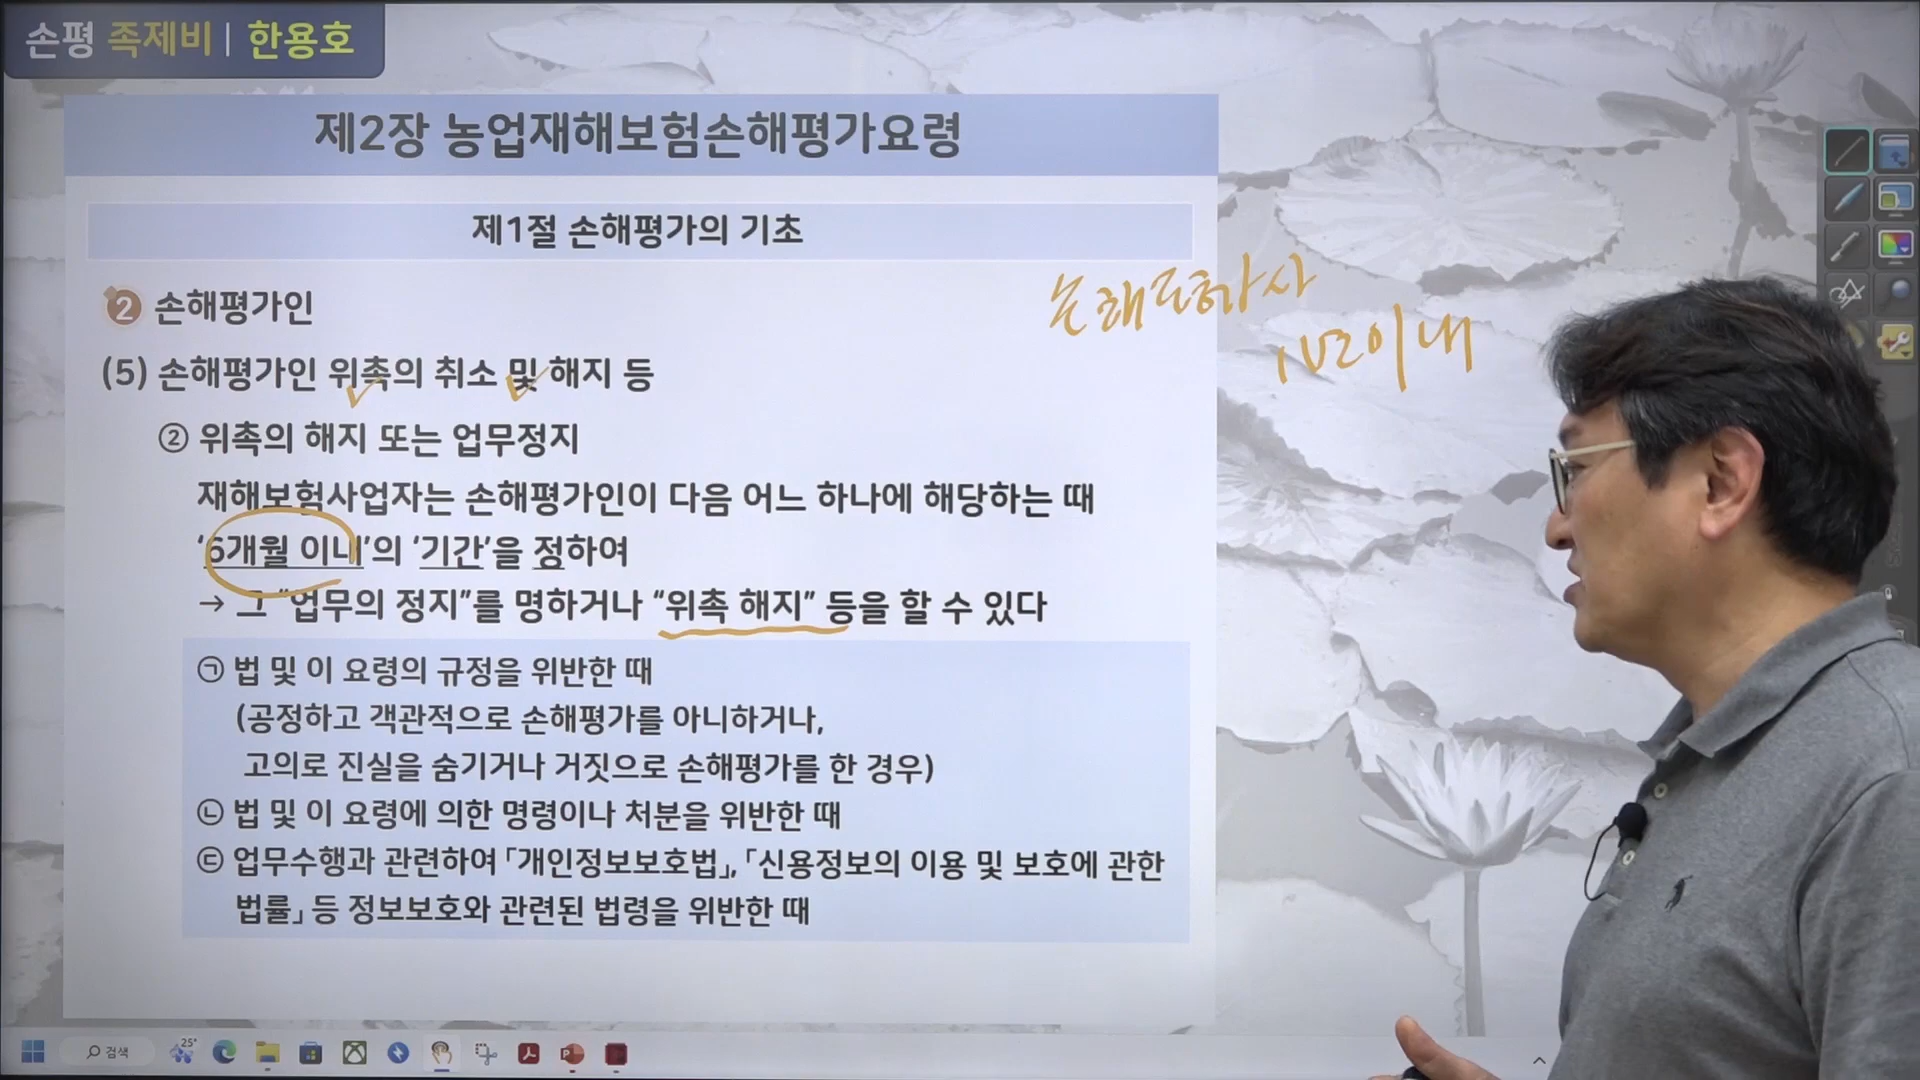 손평 족제비 | 한용호
제2장 농업재해보험손해평가요령
제1절 손해평가의 기초
손해평가사
1년이내
2 손해평가인
(5) 손해평가인 위촉의 취소 및 해지 등
② 위촉의 해지 또는 업무정지
재해보험사업자는 손해평가인이 다음 어느 하나에 해당하는 때
‘6개월 이내’의 ‘기간’을 정하여
→ 그 “업무의 정지”를 명하거나 “위촉 해지” 등을 할 수 있다
㉠ 법 및 이 요령의 규정을 위반한 때
(공정하고 객관적으로 손해평가를 아니하거나,
고의로 진실을 숨기거나 거짓으로 손해평가를 한 경우)
㉡ 법 및 이 요령에 의한 명령이나 처분을 위반한 때
㉢ 업무수행과 관련하여 「개인정보보호법」, 「신용정보의 이용 및 보호에 관한
법률」 등 정보보호와 관련된 법령을 위반한 때
25°
검색